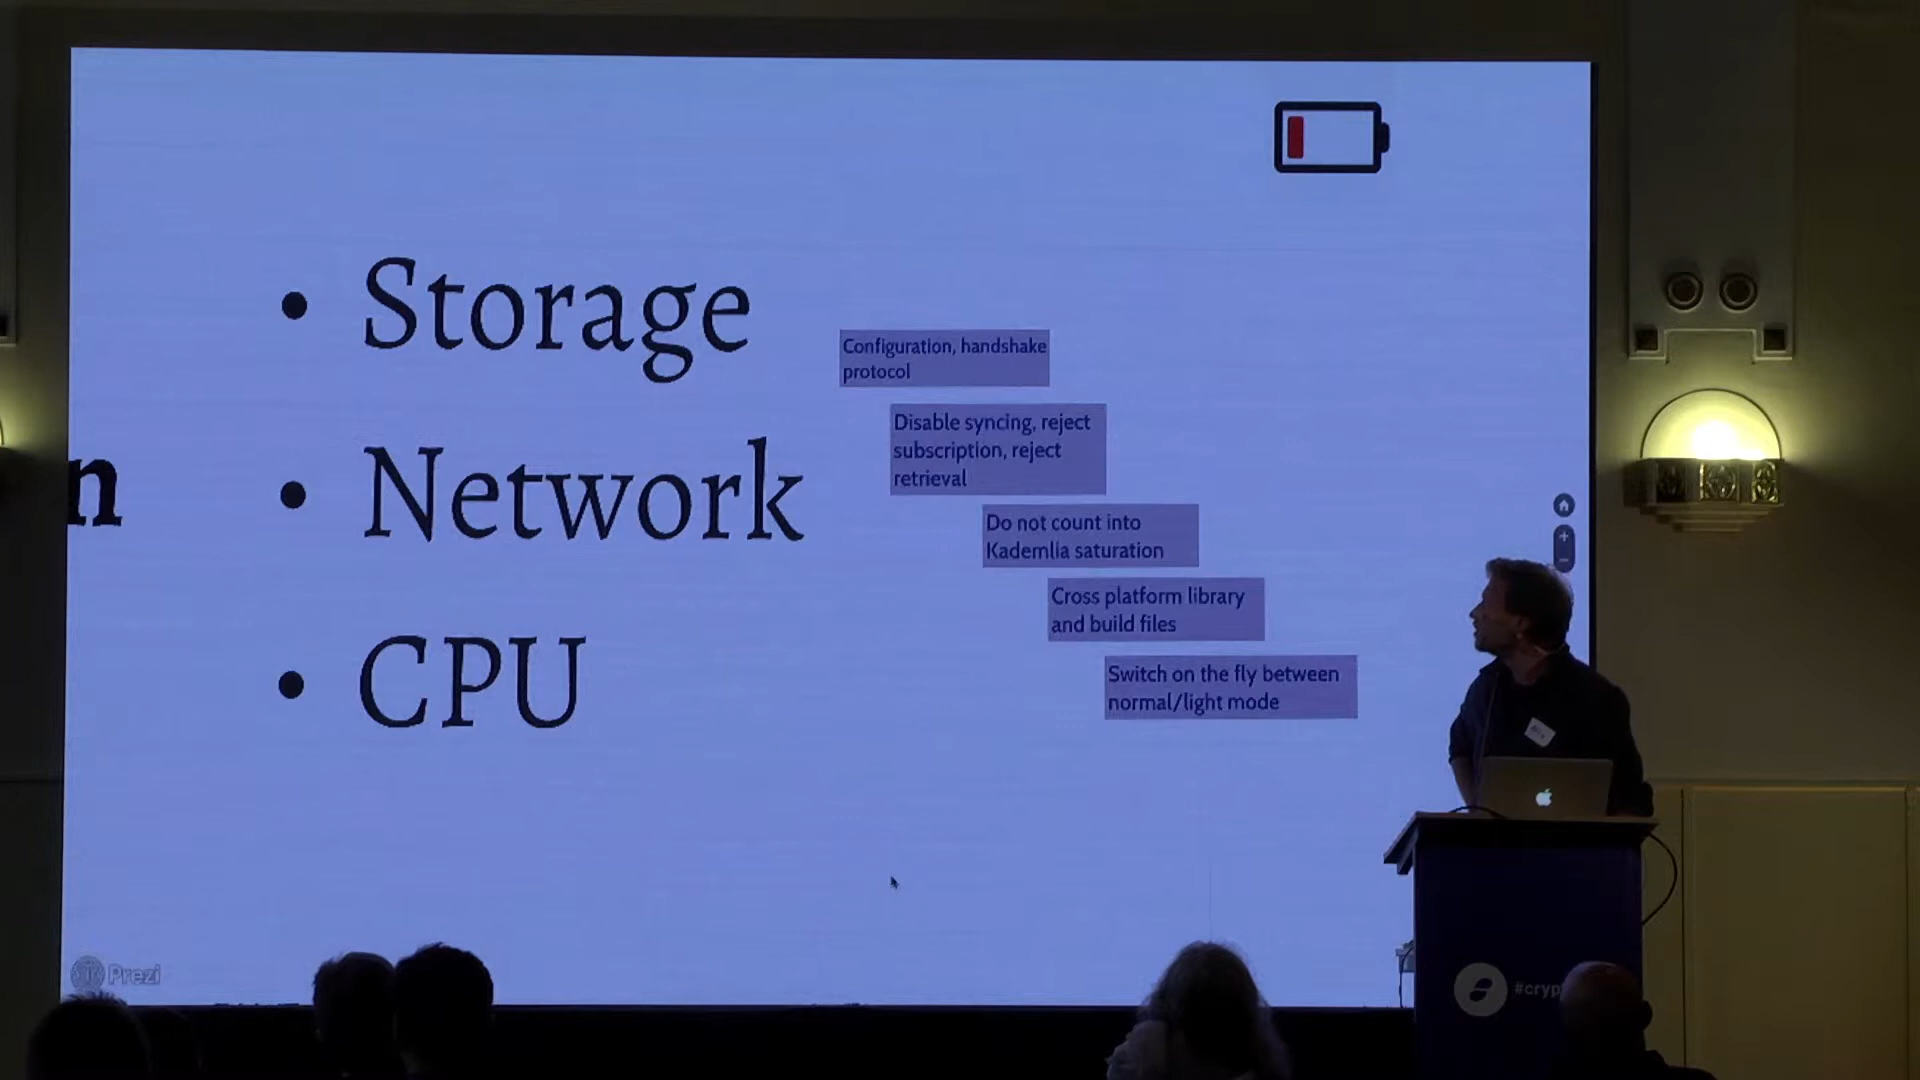 • Storage
• Network
• CPU
n
Configuration, handshake
protocol
Disable syncing, reject
subscription, reject
retrieval
Do not count into
Kademlia saturation
Cross platform library
and build files
Switch on the fly between
normal/light mode
Prezi
#cryp